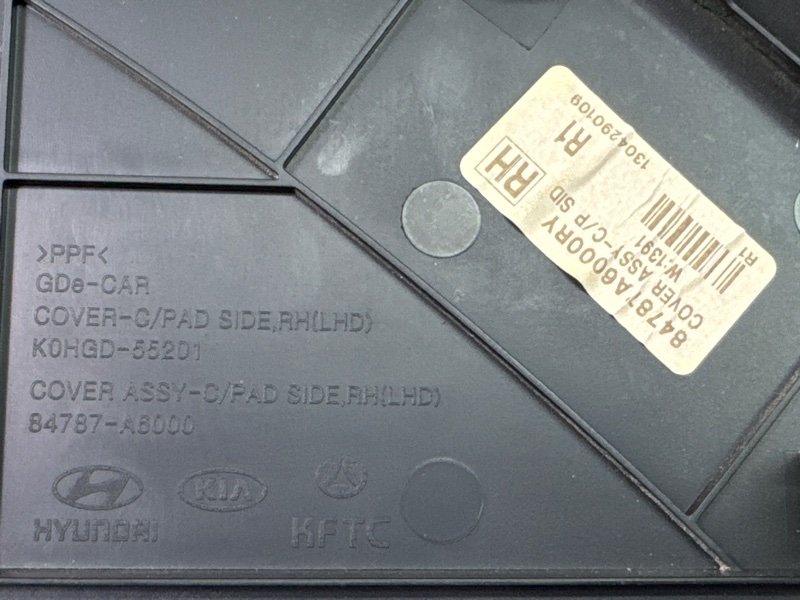 >PPF<
GDe-CAR
COVER-C/PAD SIDE,RH(LHD)
K0HGD-55201
COVER ASSY-C/PAD SIDE,RH(LHD)
84787-A6000
HYUNDAI
KIA
KFTC
RH
R1
1304290109
84781A6000RY
COVER ASSY-C/P SID
W-1391
R1